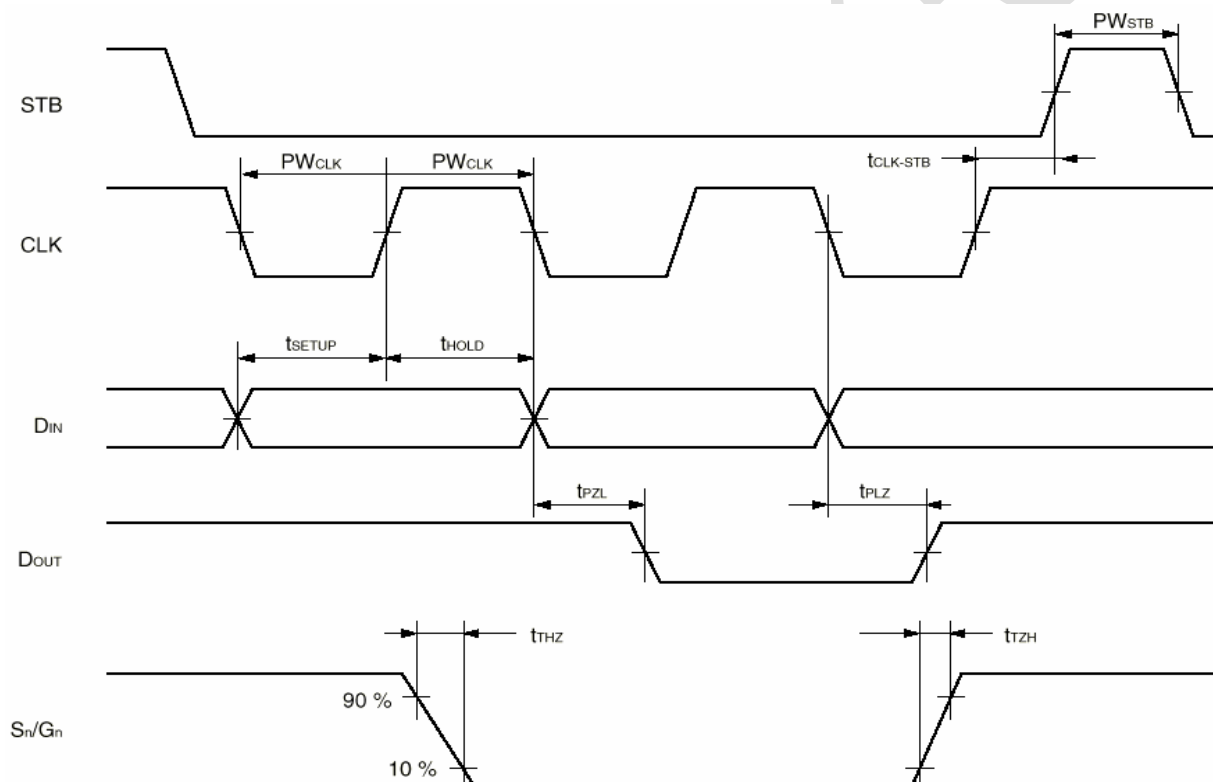 PWSTB
STB
PWCLK PWCLK
tCLK-STB
CLK
tSETUP tHOLD
DIN
tPZL tPLZ
DOUT
tTHZ tTZH
90 %
Sn/Gn
10 %